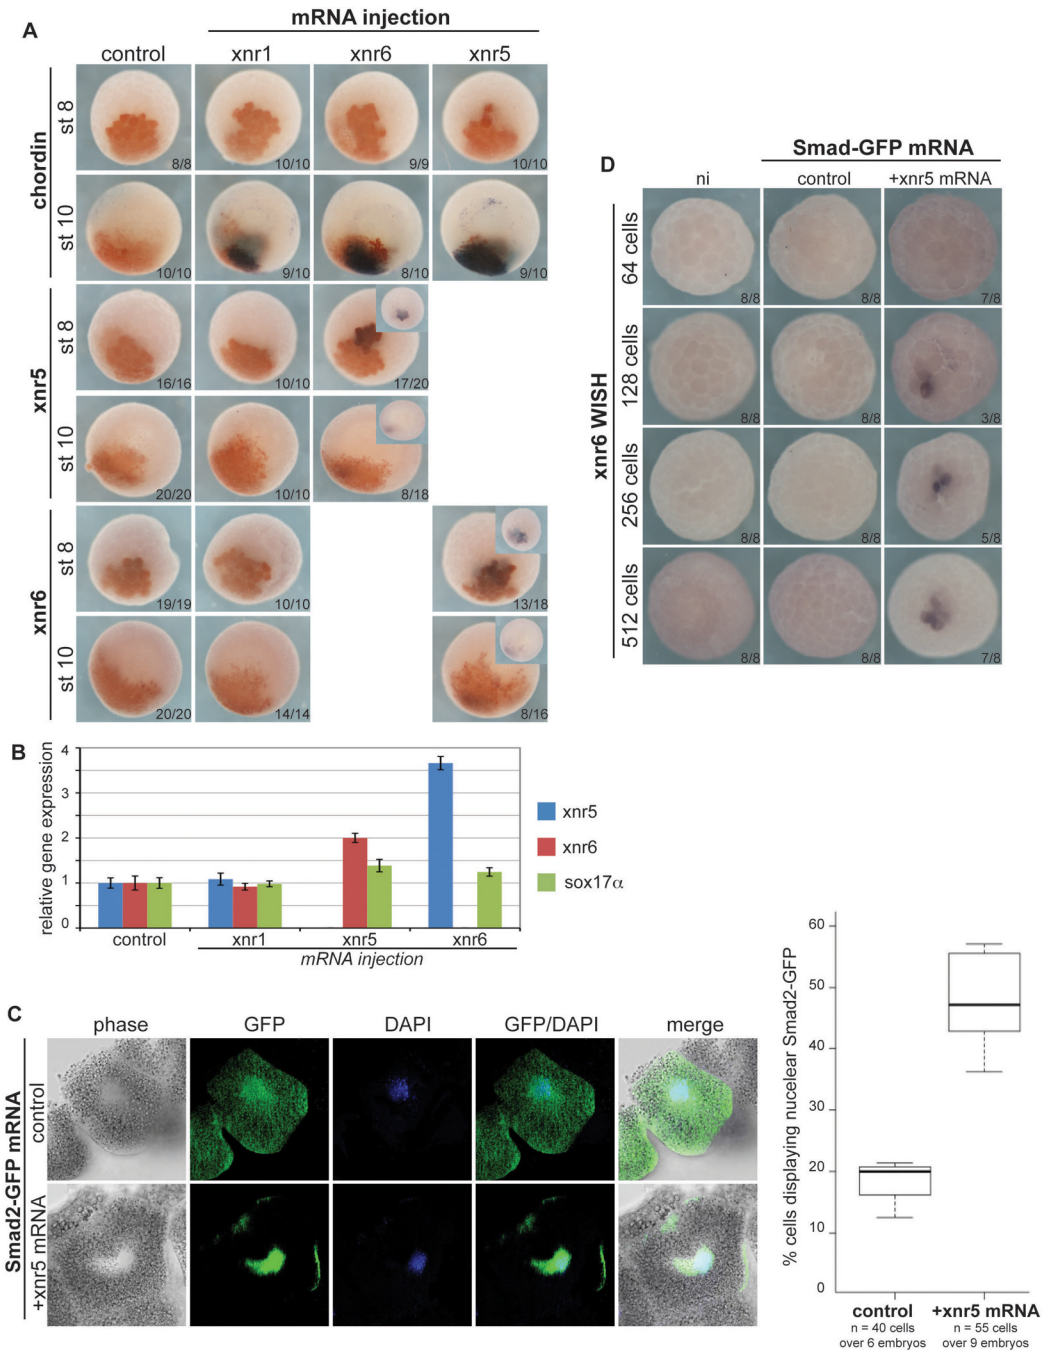 A
mRNA injection
control
xnr1
xnr6
xnr5
chordin
st 8
8/8
10/10
9/9
10/10
st 10
10/10
9/10
8/10
9/10
xnr5
st 8
16/16
10/10
17/20
st 10
20/20
10/10
8/18
xnr6
st 8
19/19
10/10
13/18
st 10
20/20
14/14
8/16
D
Smad-GFP mRNA
ni
control
+xnr5 mRNA
xnr6 WISH
64 cells
8/8
8/8
7/8
128 cells
8/8
8/8
3/8
256 cells
8/8
8/8
5/8
512 cells
8/8
8/8
7/8
B
relative gene expression
4
3
2
1
0
control
xnr1
xnr5
xnr6
mRNA injection
xnr5
xnr6
sox17α
C
phase
GFP
DAPI
GFP/DAPI
merge
Smad2-GFP mRNA
control
+xnr5 mRNA
% cells displaying nucelear Smad2-GFP
60
50
40
30
20
10
0
control
n = 40 cells
over 6 embryos
+xnr5 mRNA
n = 55 cells
over 9 embryos